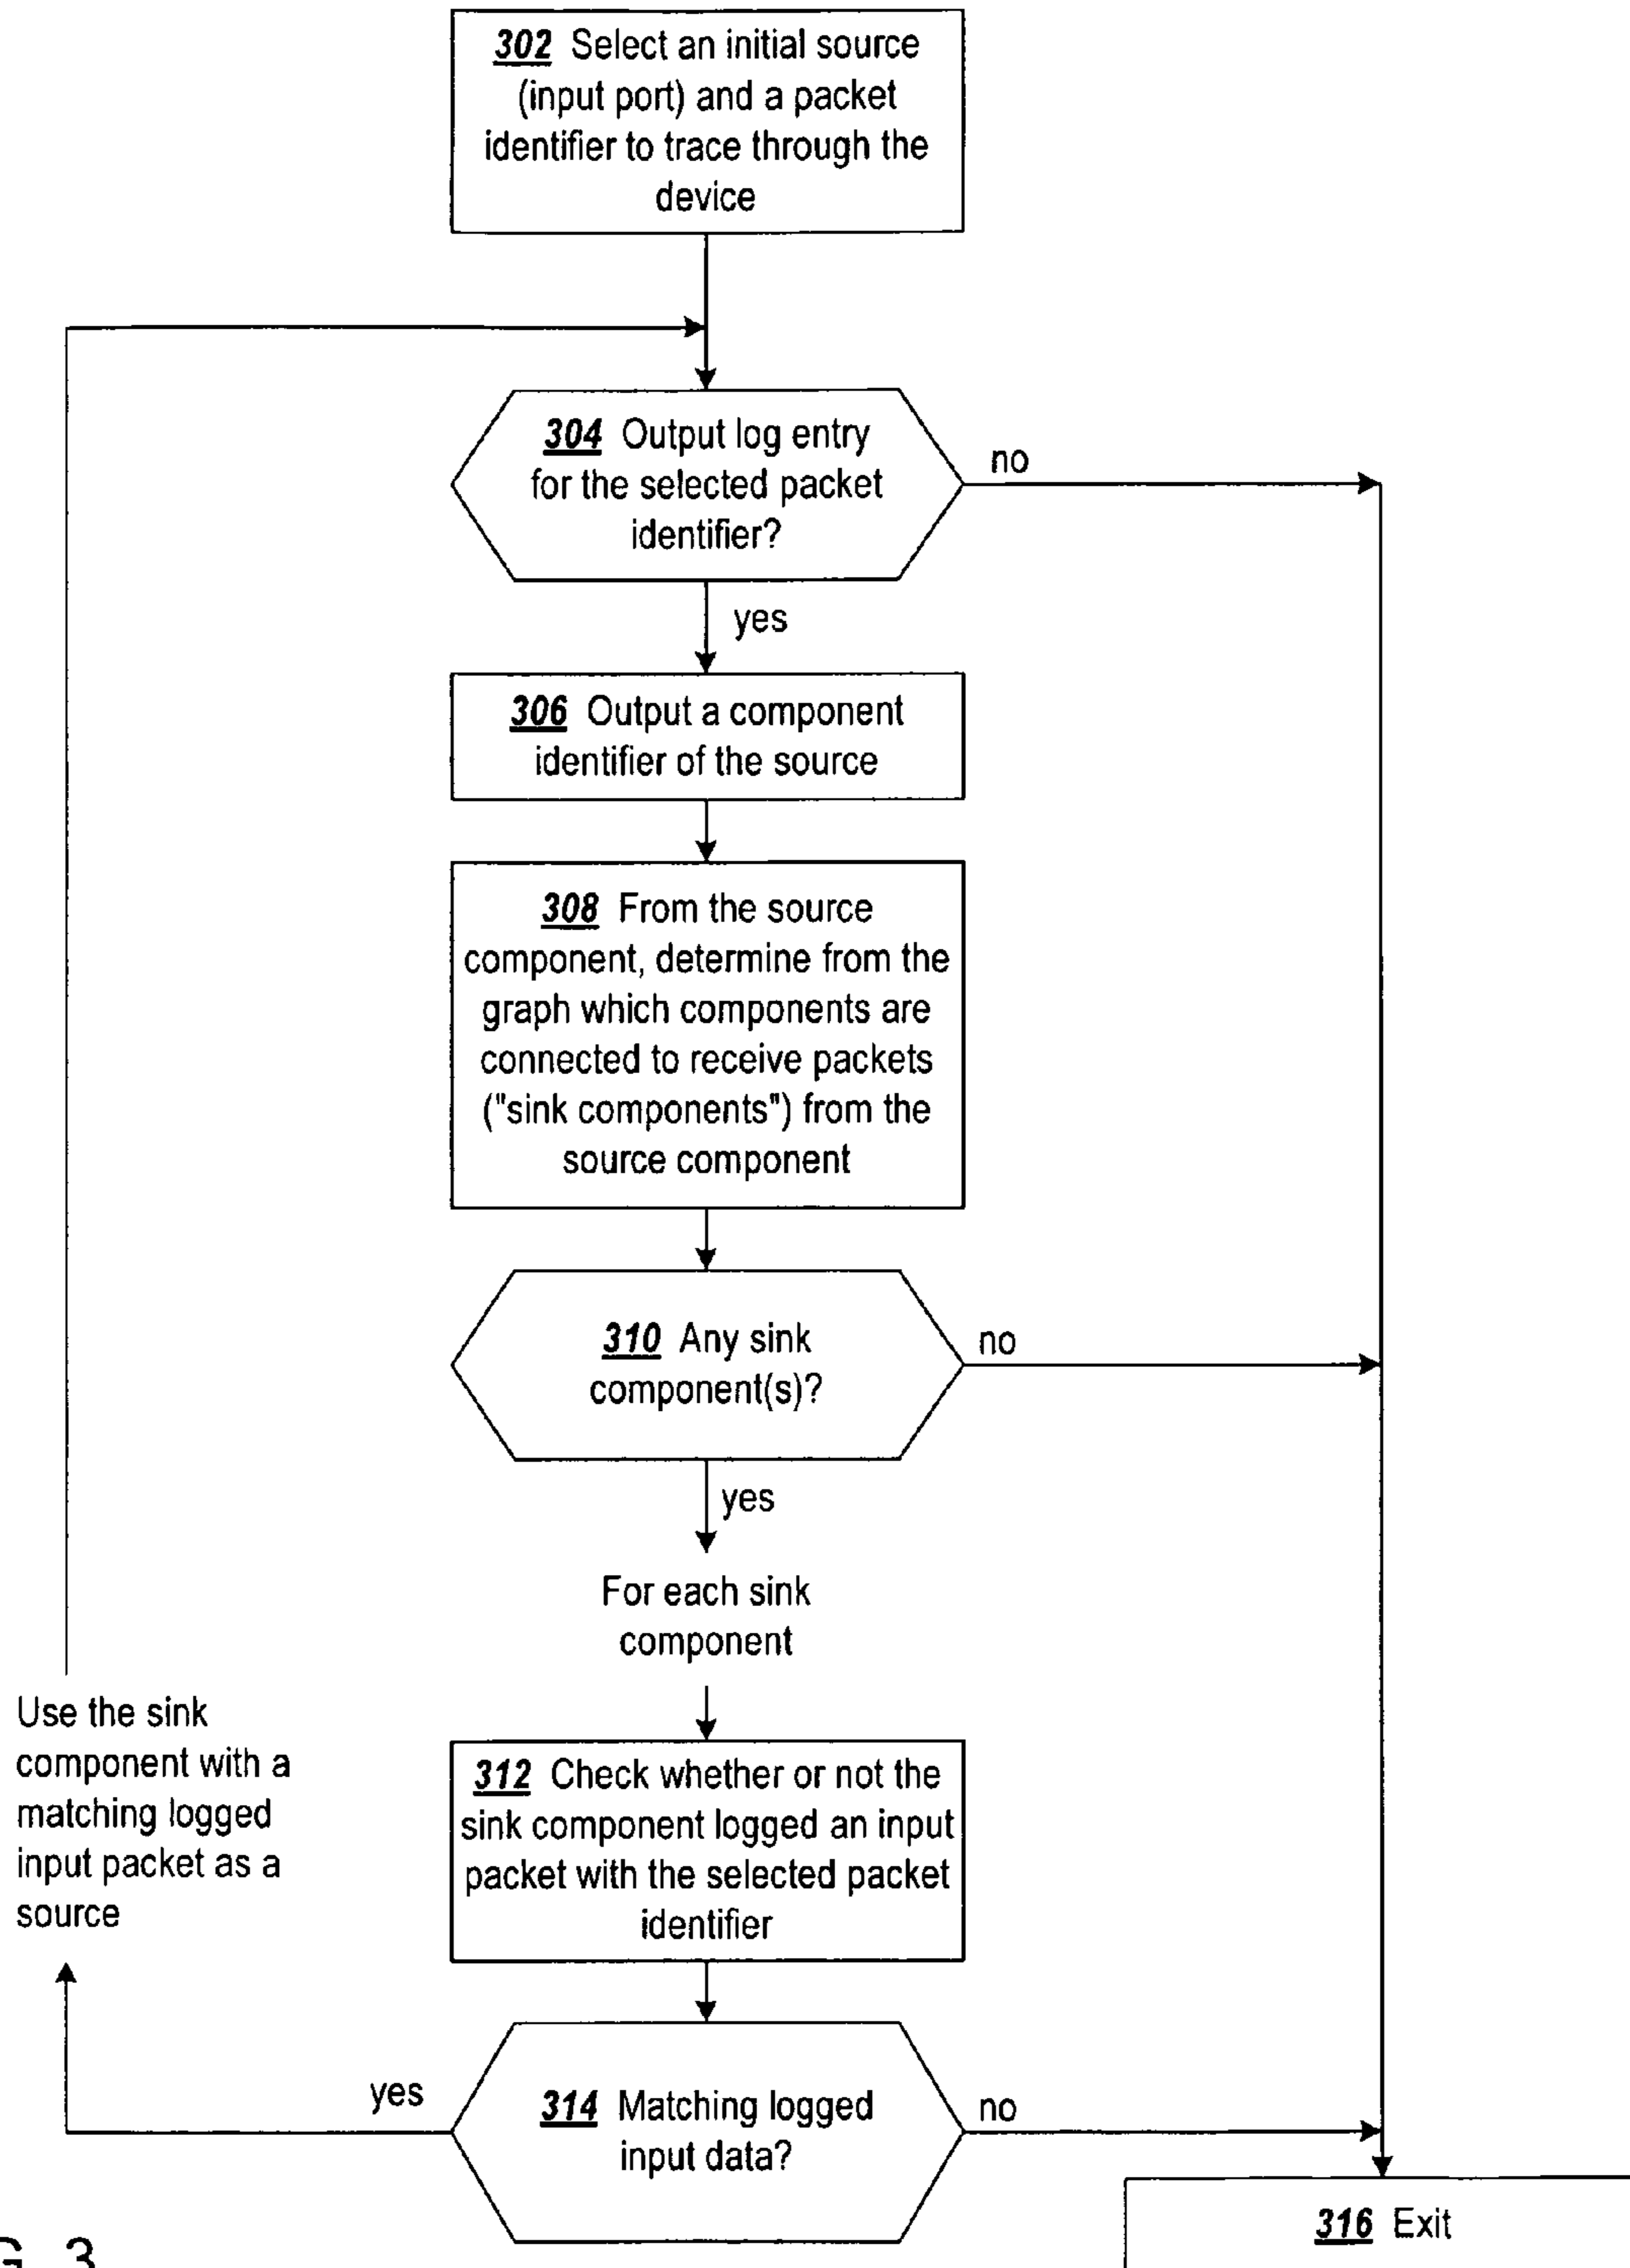 302 Select an initial source
(input port) and a packet
identifier to trace through the
device
304 Output log entry
for the selected packet
identifier?
no
yes
306 Output a component
identifier of the source
308 From the source
component, determine from the
graph which components are
connected to receive packets
("sink components") from the
source component
310 Any sink
component(s)?
no
yes
For each sink
component
Use the sink
component with a
matching logged
input packet as a
source
312 Check whether or not the
sink component logged an input
packet with the selected packet
identifier
yes
314 Matching logged
input data?
no
316 Exit
G. 3